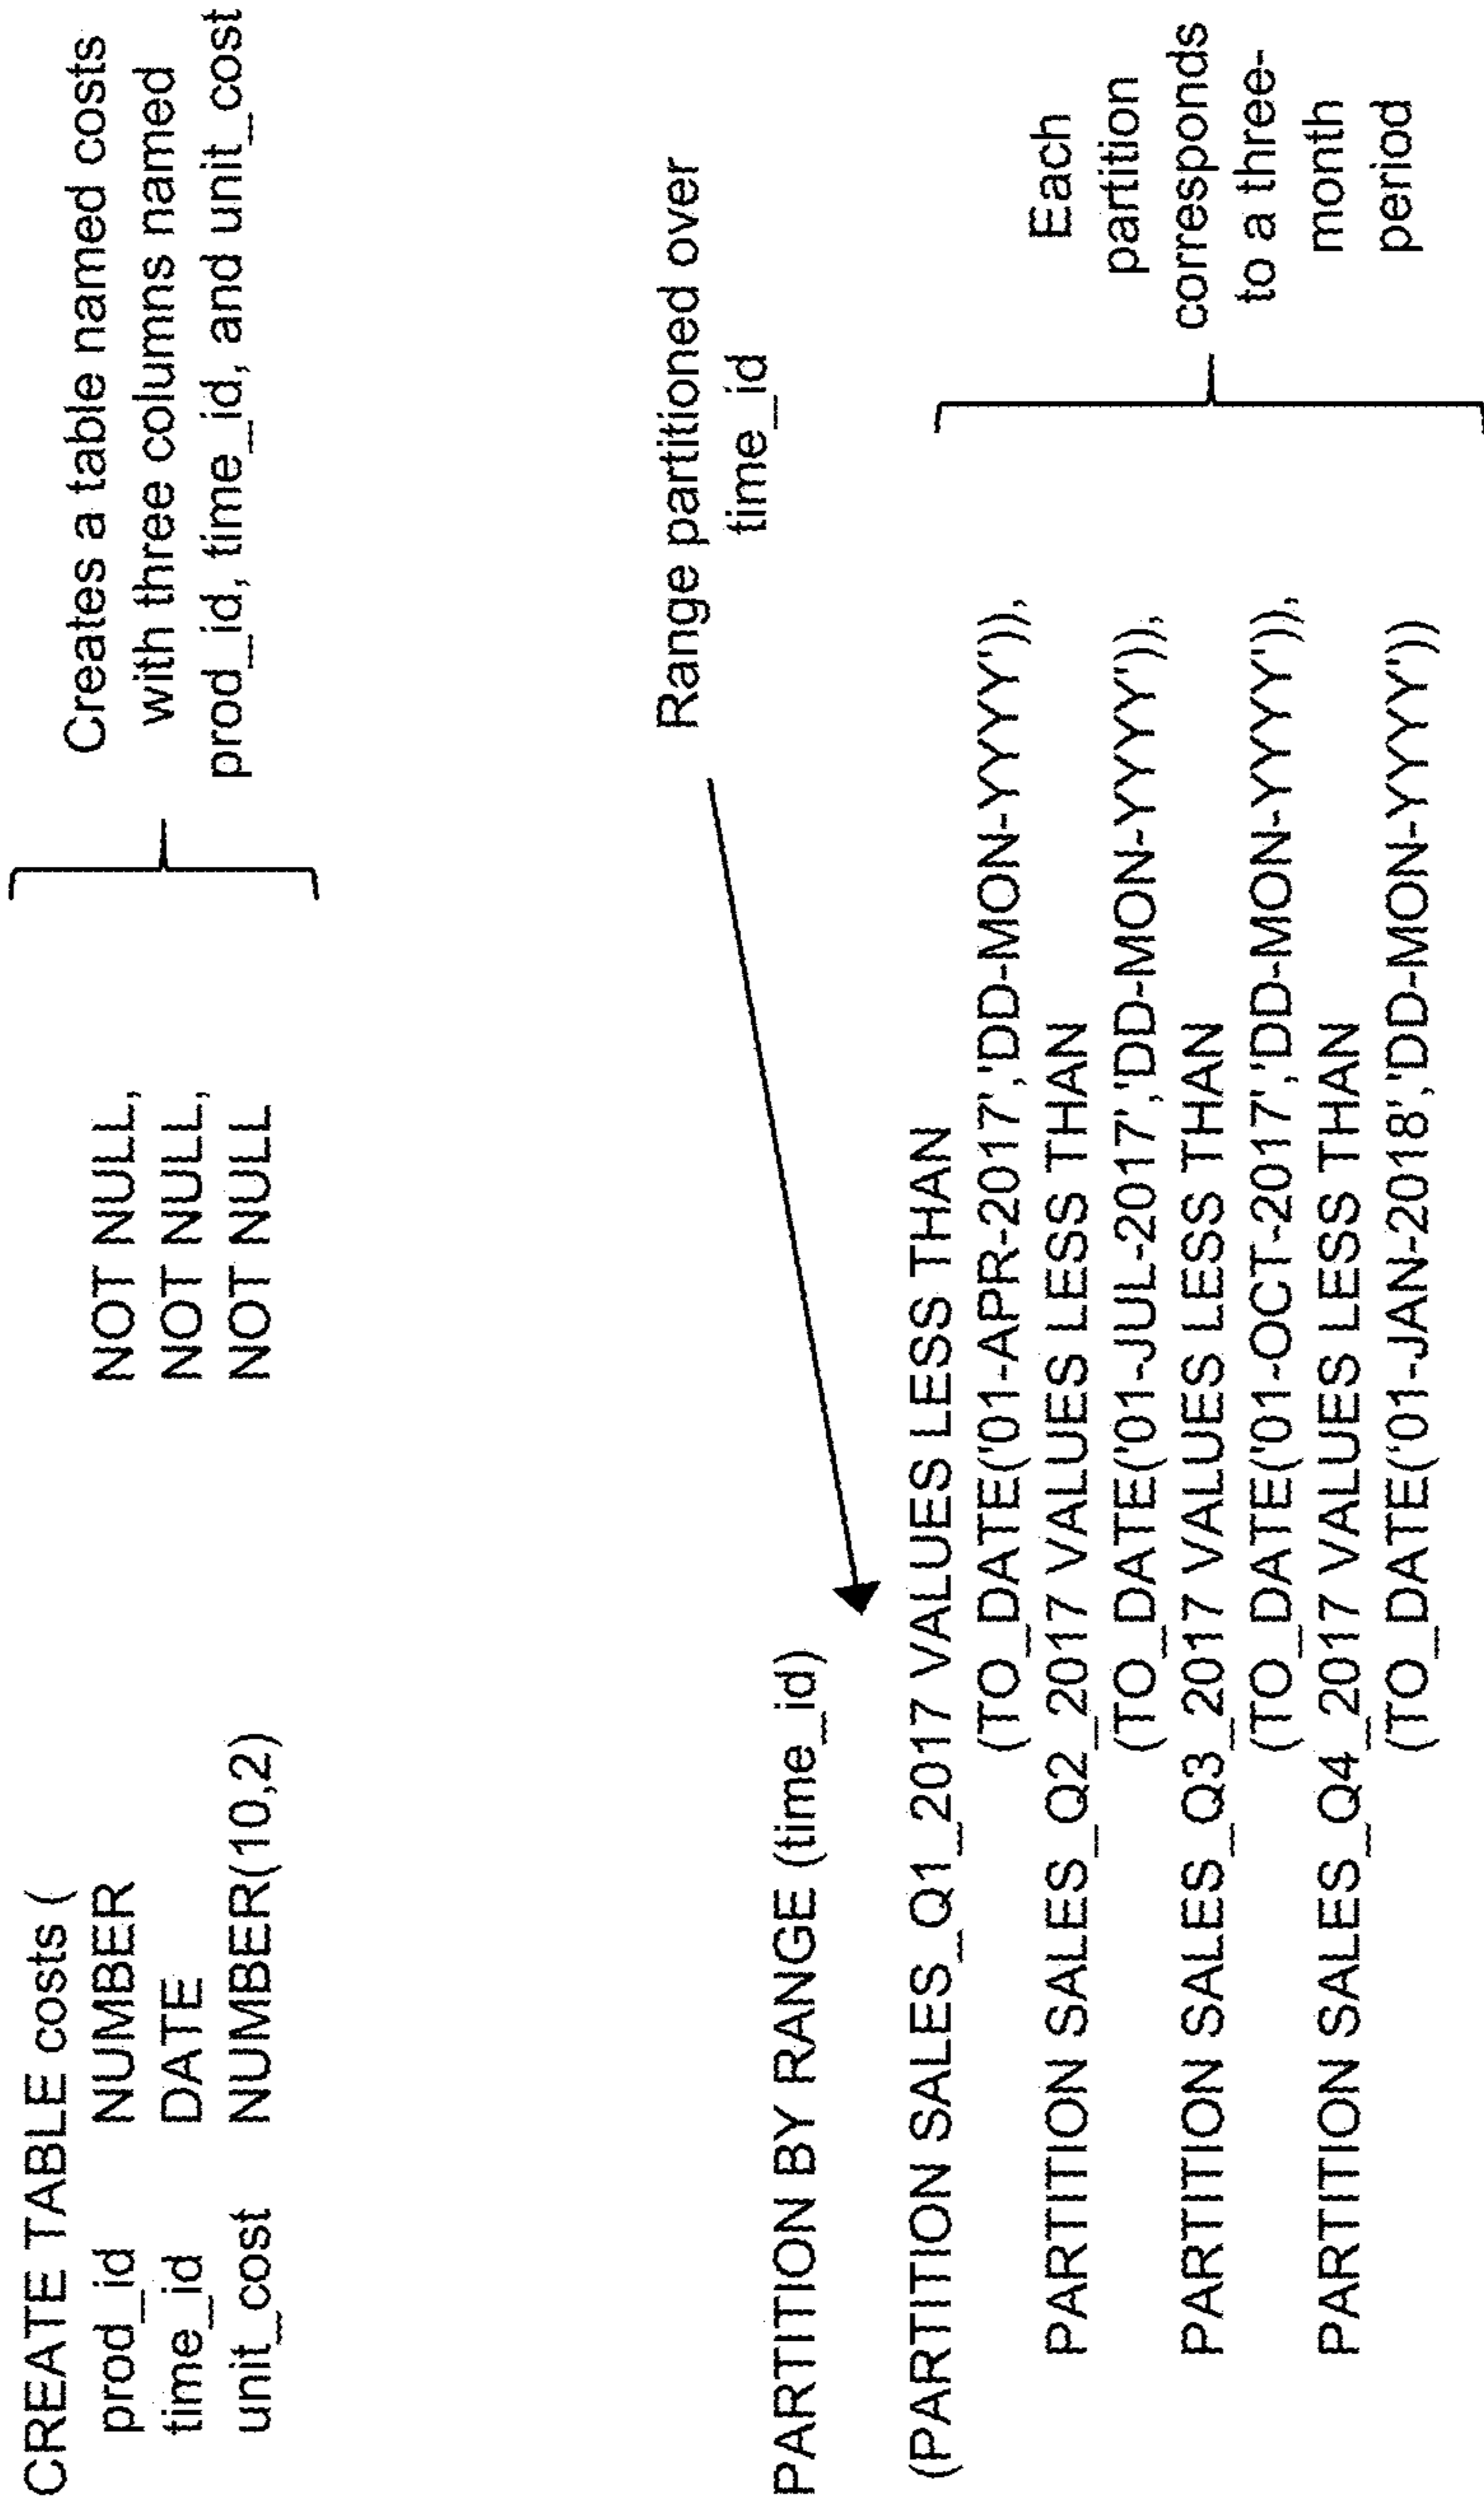 CREATE TABLE costs (
prod_id NUMBER NOT NULL,
time_id DATE NOT NULL,
unit_cost NUMBER(10,2) NOT NULL
Creates a table named costs
with three columns named
prod_id, time_id, and unit_cost
Range partitioned over
time_id
PARTITION BY RANGE (time_id)
(PARTITION SALES_Q1_2017 VALUES LESS THAN
(TO_DATE('01-APR-2017','DD-MON-YYYY')),
PARTITION SALES_Q2_2017 VALUES LESS THAN
(TO_DATE('01-JUL-2017','DD-MON-YYYY')),
PARTITION SALES_Q3_2017 VALUES LESS THAN
(TO_DATE('01-OCT-2017','DD-MON-YYYY')),
PARTITION SALES_Q4_2017 VALUES LESS THAN
(TO_DATE('01-JAN-2018','DD-MON-YYYY'))
Each
partition
corresponds
to a three-
month
period